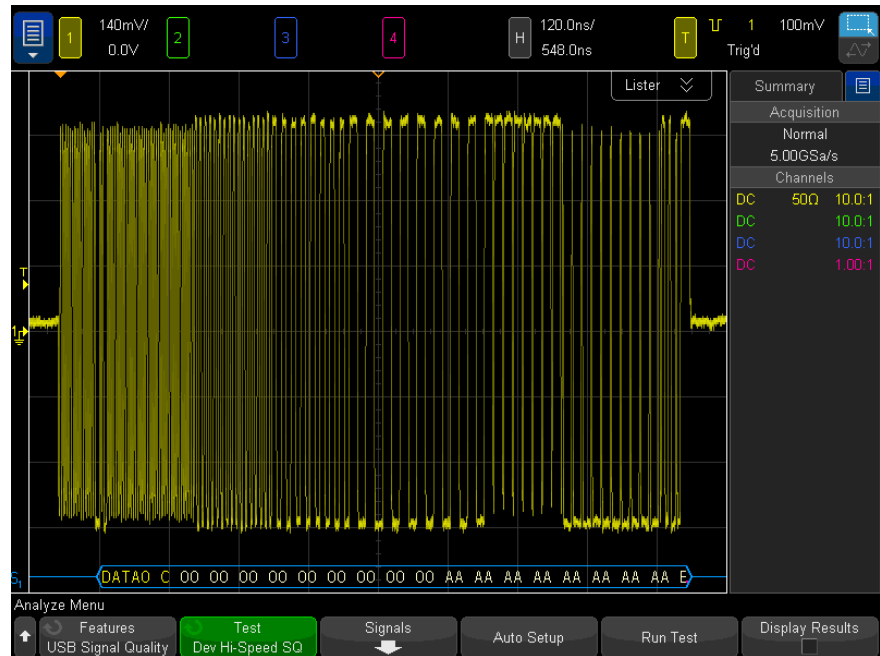 1 140mV/ 2 3 4 H 120.0ns/ T 1 100mV
0.0V 548.0ns Trig'd
Lister
Summary
Acquisition
Normal
5.00GSa/s
Channels
DC 50Ω 10.0:1
DC 10.0:1
DC 10.0:1
DC 1.00:1
T
1
S1 DATA0 C 00 00 00 00 00 00 00 00 00 AA AA AA AA AA AA AA AA E
Analyze Menu
Features Test Signals Auto Setup Run Test Display Results
USB Signal Quality Dev Hi-Speed SQ